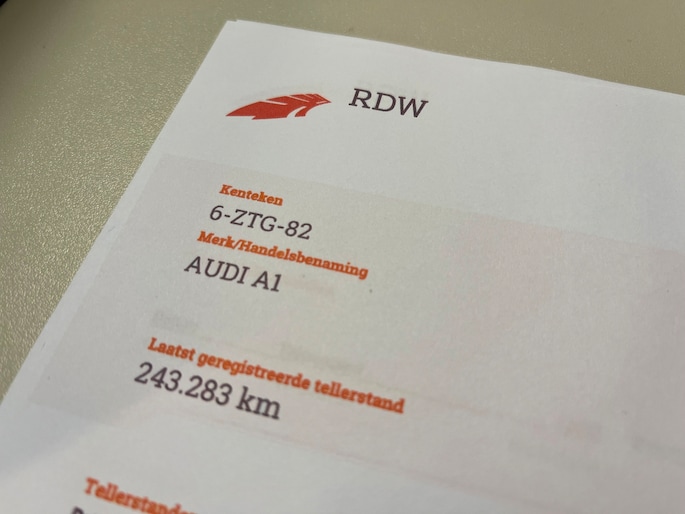 RDW
Kenteken
6-ZTG-82
Merk/Handelsbenaming
AUDI A1
Laatst geregistreerde tellerstand
243.283 km